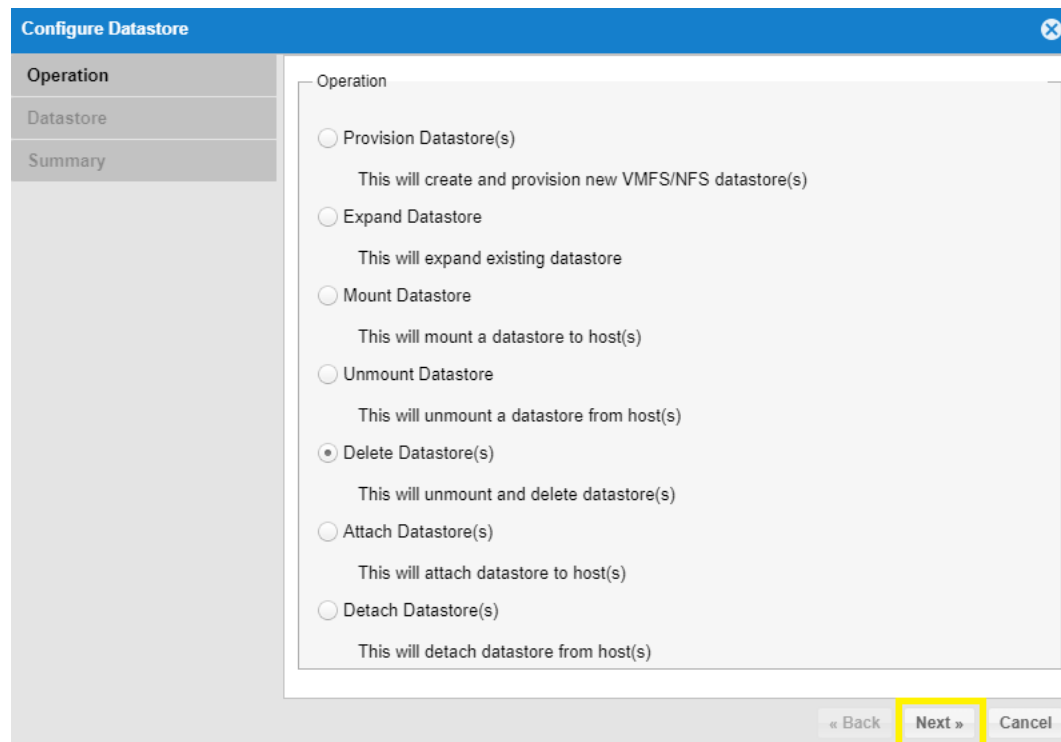 Configure Datastore
Operation
Datastore
Summary
Operation
Provision Datastore(s)
This will create and provision new VMFS/NFS datastore(s)
Expand Datastore
This will expand existing datastore
Mount Datastore
This will mount a datastore to host(s)
Unmount Datastore
This will unmount a datastore from host(s)
Delete Datastore(s)
This will unmount and delete datastore(s)
Attach Datastore(s)
This will attach datastore to host(s)
Detach Datastore(s)
This will detach datastore from host(s)
« Back Next » Cancel